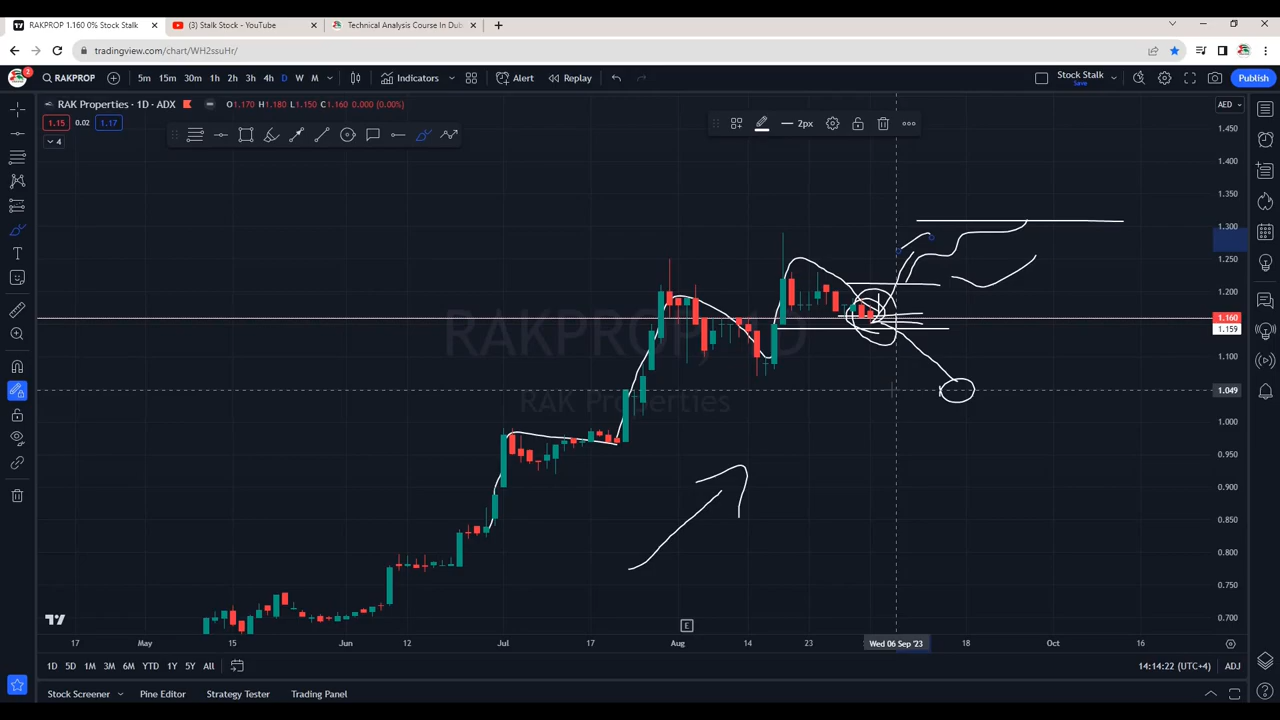 RAKPROP 1.160 0% Stock Stalk
(3) Stalk Stock - YouTube
Technical Analysis Course In Dub
tradingview.com/chart/WH2ssuHr/
2
RAKPROP
5m 15m 30m 1h 2h 3h 4h D W M
Indicators
Alert
Replay
Stock Stalk
Save
Publish
RAK Properties · 1D · ADX
O1.170 H1.180 L1.150 C1.160 0.000 (0.00%)
AED
1.15 0.02 1.17
4
2px
1.450
1.400
1.350
1.300
1.250
1.200
1.160
1.159
1.100
1.049
1.000
0.950
0.900
0.850
0.800
0.750
0.700
RAKPROP, 1D
RAK Properties
E
17 May 15 Jun 12 Jul 17 Aug 14 23 Wed 06 Sep '23 18 Oct 16
1D 5D 1M 3M 6M YTD 1Y 5Y All
14:14:22 (UTC+4) ADJ
Stock Screener Pine Editor Strategy Tester Trading Panel